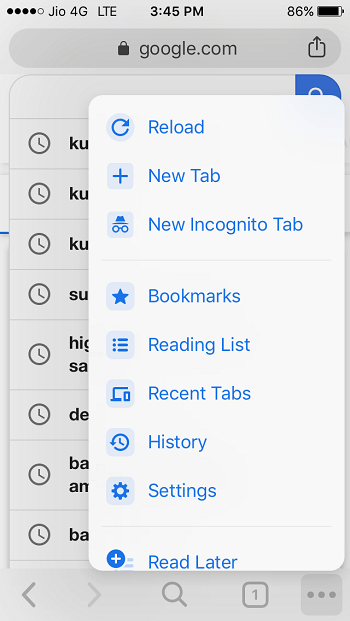 Jio 4G LTE 3:45 PM 86%
google.com
Reload
ku
New Tab
ku
New Incognito Tab
ku
Bookmarks
su
Reading List
hig
sa
Recent Tabs
de
History
ba
am
Settings
ba
Read Later
1